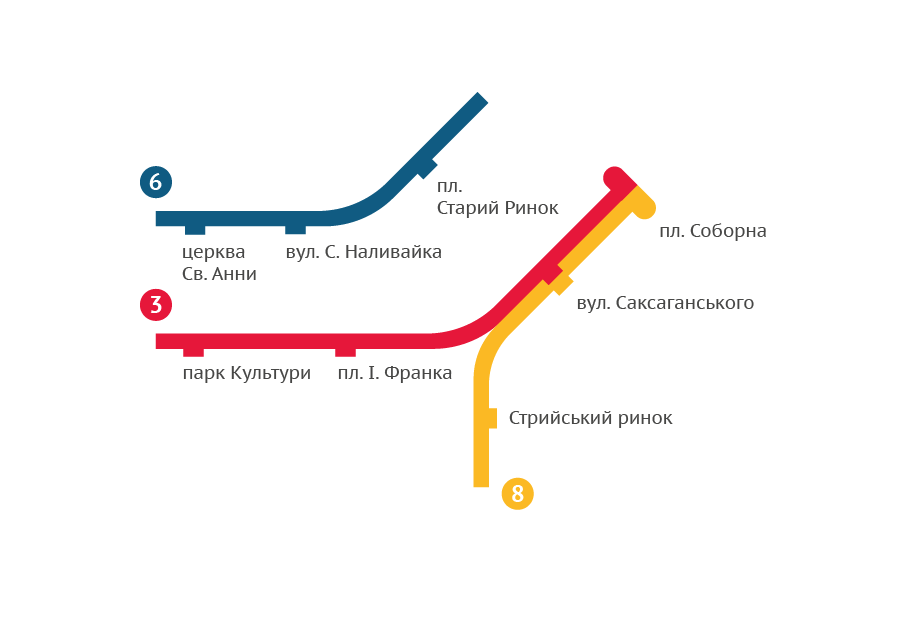 6
пл.
Старий Ринок
церква
Св. Анни
вул. С. Наливайка
пл. Соборна
3
вул. Саксаганського
парк Культури
пл. І. Франка
Стрийський ринок
8